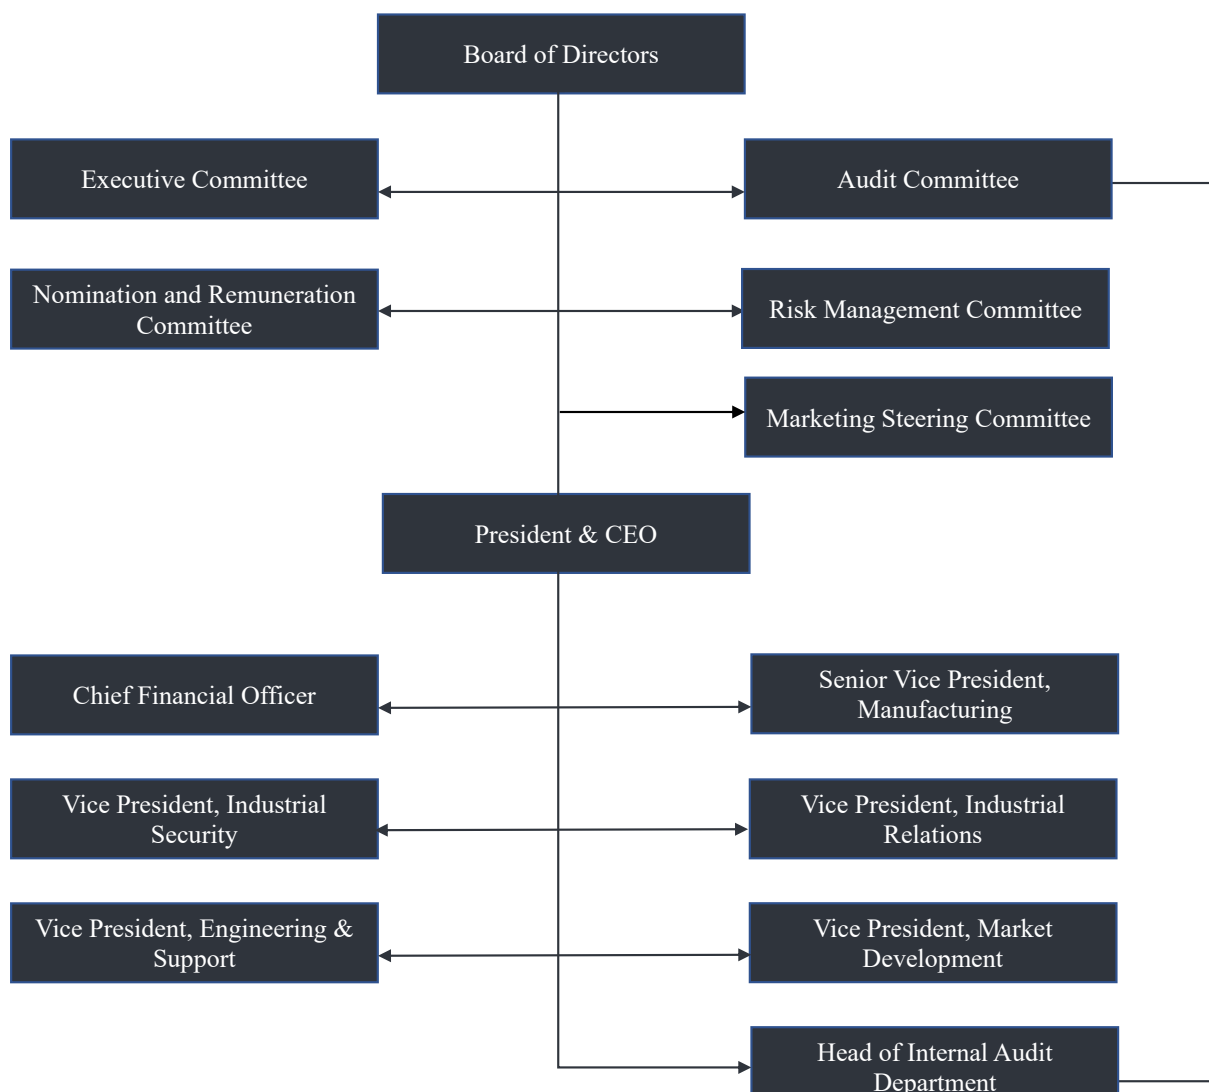 Board of Directors
Executive Committee
Audit Committee
Nomination and Remuneration
Committee
Risk Management Committee
Marketing Steering Committee
President & CEO
Chief Financial Officer
Senior Vice President,
Manufacturing
Vice President, Industrial
Security
Vice President, Industrial
Relations
Vice President, Engineering &
Support
Vice President, Market
Development
Head of Internal Audit
Department